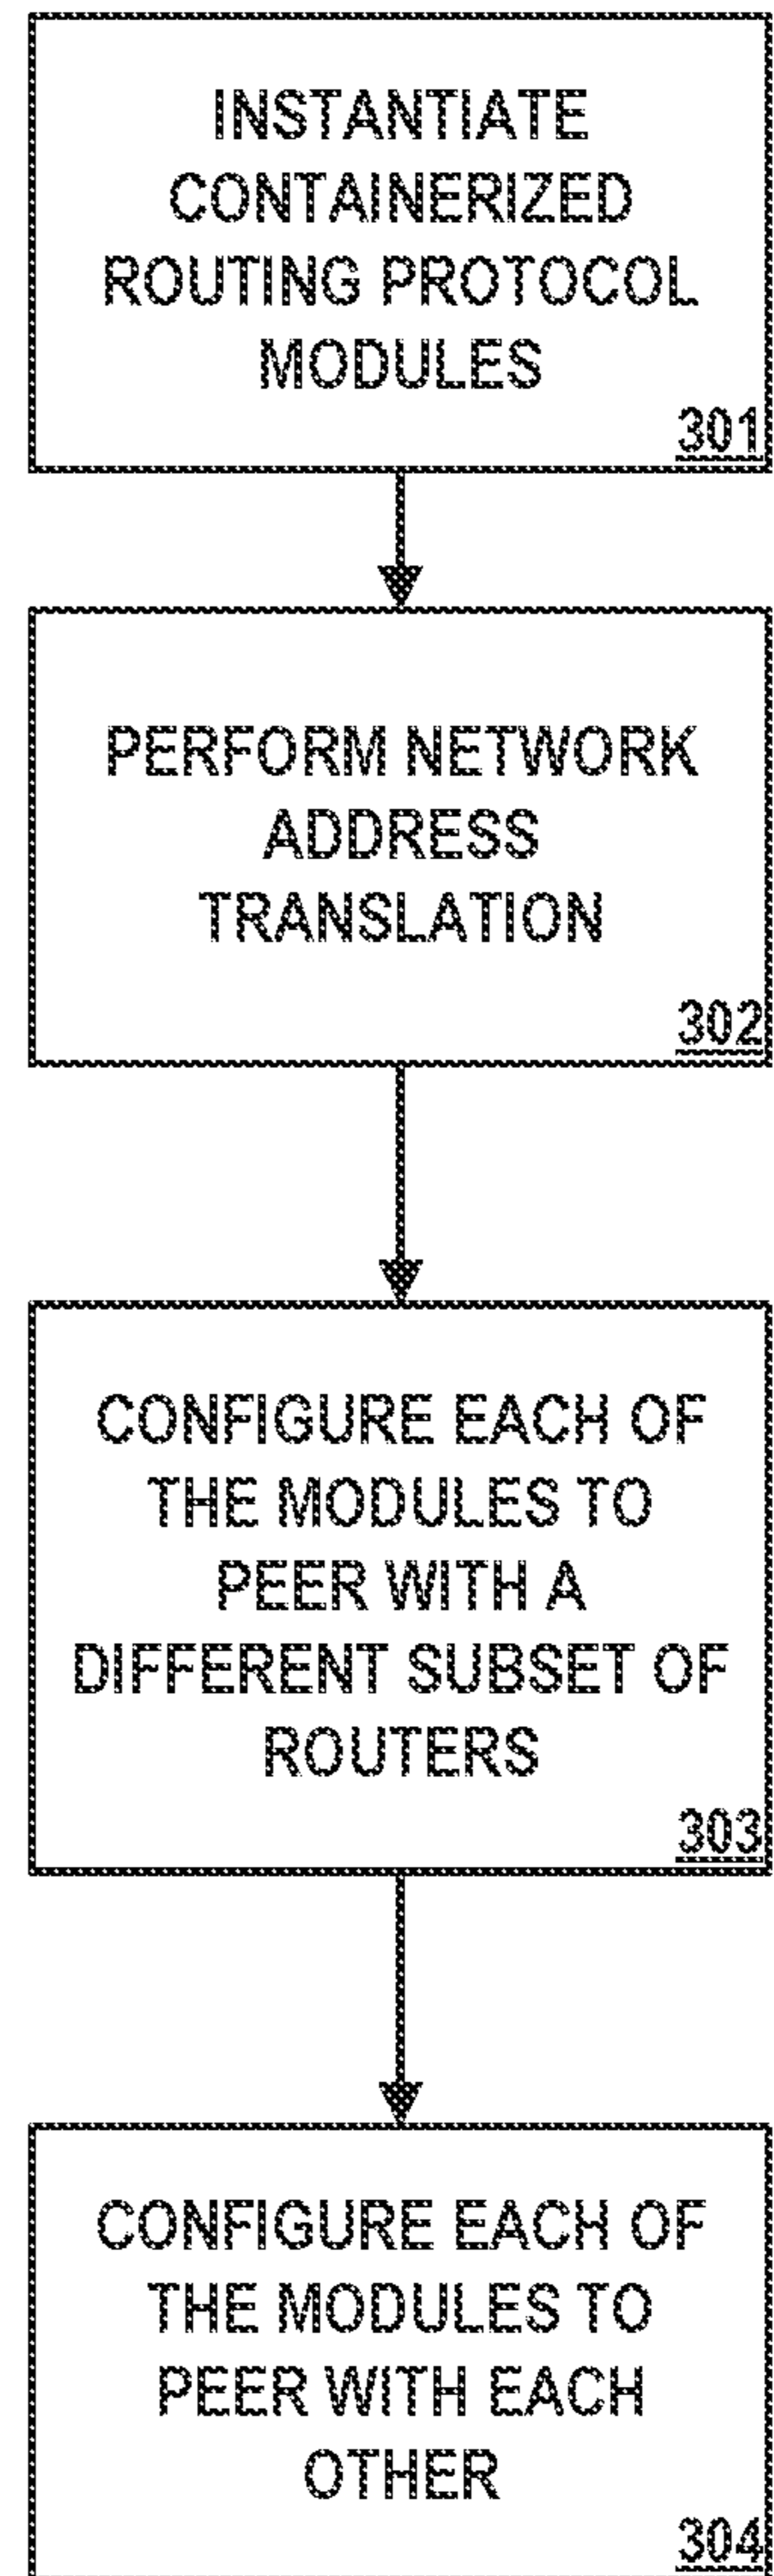 INSTANTIATE
CONTAINERIZED
ROUTING PROTOCOL
MODULES
301
PERFORM NETWORK
ADDRESS
TRANSLATION
302
CONFIGURE EACH OF
THE MODULES TO
PEER WITH A
DIFFERENT SUBSET OF
ROUTERS
303
CONFIGURE EACH OF
THE MODULES TO
PEER WITH EACH
OTHER
304